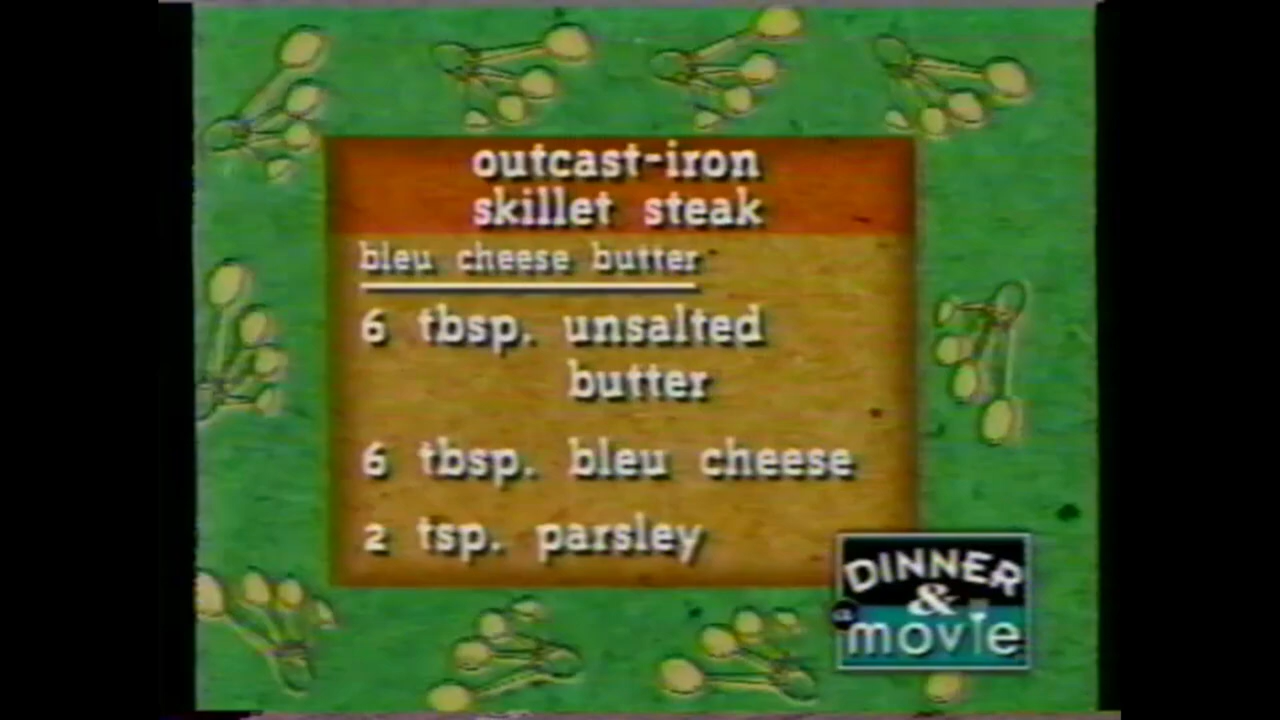 outcast-iron
skillet steak
bleu cheese butter
6 tbsp. unsalted
butter
6 tbsp. bleu cheese
2 tsp. parsley
DINNER
&
a
movie